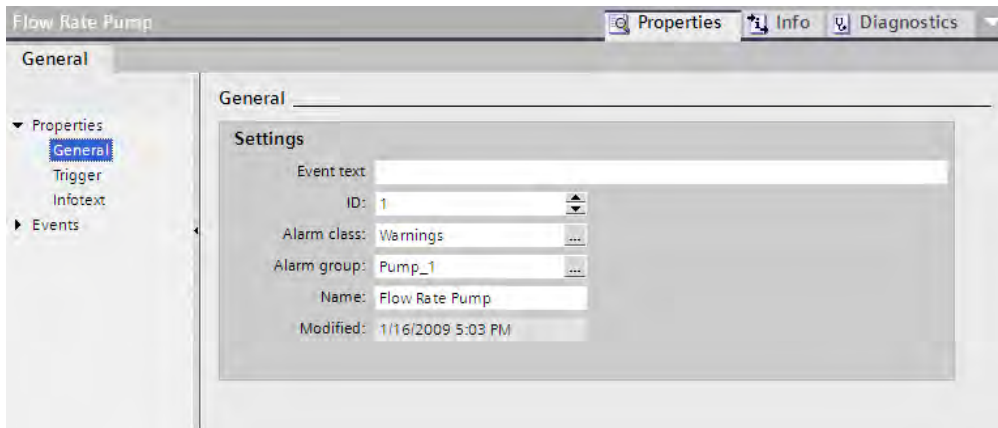 Flow Rate Pump
Properties Info Diagnostics
General
General
Properties
General
Trigger
Infotext
Events
Settings
Event text
ID: 1
Alarm class: Warnings ...
Alarm group: Pump_1 ...
Name: Flow Rate Pump
Modified: 1/16/2009 5:03 PM